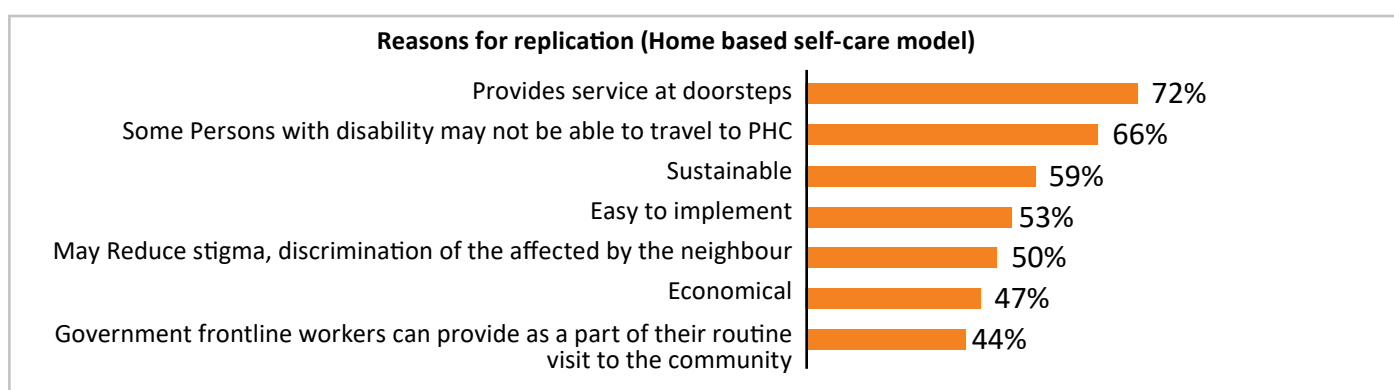 Reasons for replication (Home based self-care model)
Provides service at doorsteps 72%
Some Persons with disability may not be able to travel to PHC 66%
Sustainable 59%
Easy to implement 53%
May Reduce stigma, discrimination of the affected by the neighbour 50%
Economical 47%
Government frontline workers can provide as a part of their routine 44%
visit to the community